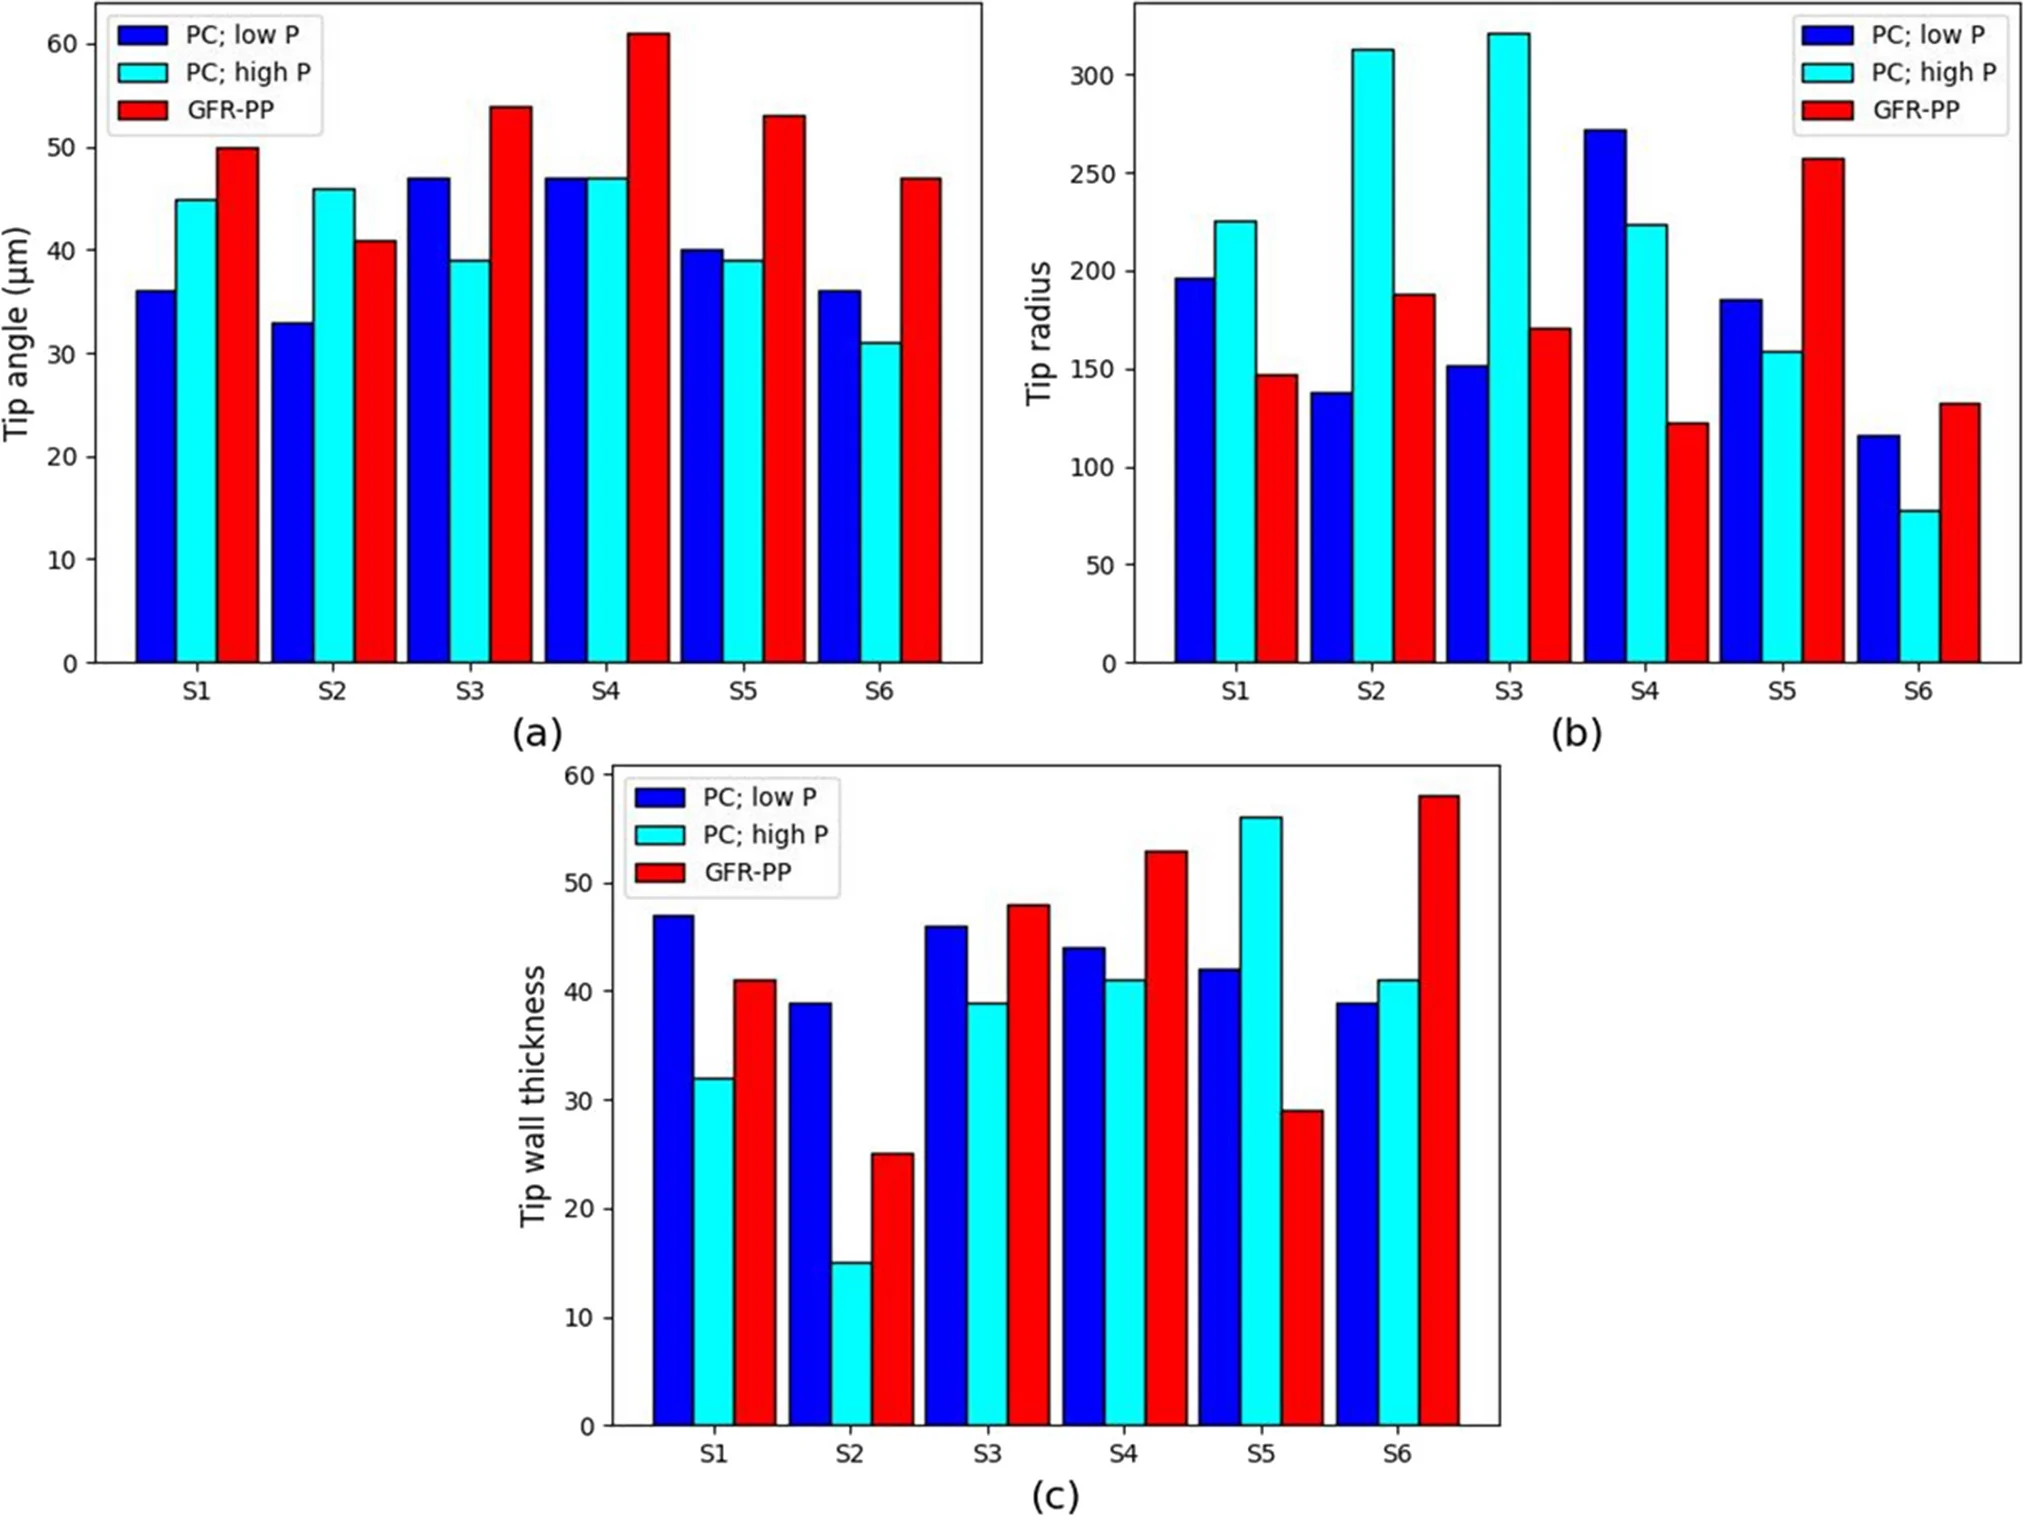 PC; low P
PC; high P
GFR-PP
60
50
40
30
20
10
0
Tip angle (μm)
S1 S2 S3 S4 S5 S6
(a)
PC; low P
PC; high P
GFR-PP
300
250
200
150
100
50
0
Tip radius
S1 S2 S3 S4 S5 S6
(b)
PC; low P
PC; high P
GFR-PP
60
50
40
30
20
10
0
Tip wall thickness
S1 S2 S3 S4 S5 S6
(c)